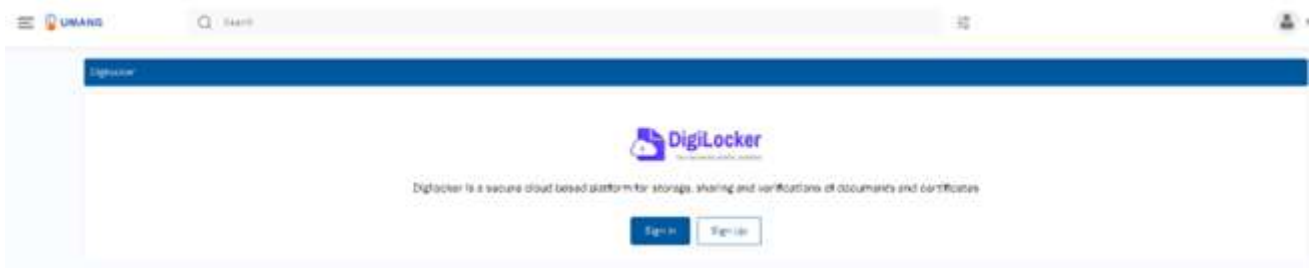 UMANG
Search
Digilocker
DigiLocker
Digilocker is a secure cloud based platform for storage, sharing and verifications of documents and certificates
Sign In
Sign Up